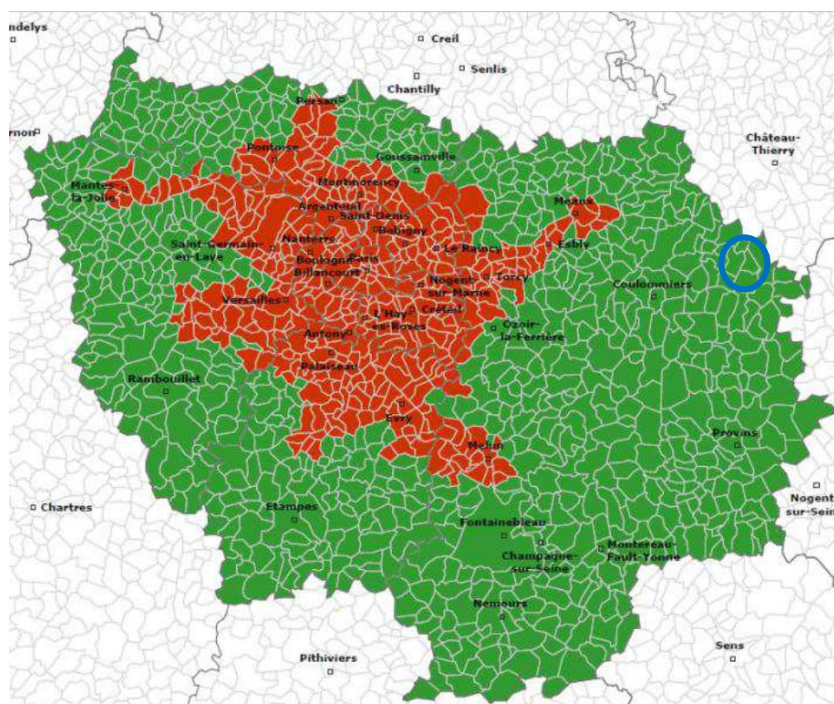 ndelys
Creil
Senlis
Chantilly
Persan
non
Château-
Thierry
Pontoise
Goussainville
Mantes-
la-Jolie
Montmorency
Meaux
Argenteuil
Saint-Denis
Bobigny
Saint-Germain-
en-Laye
Nanterre
Le Raincy
Esbly
Paris
Boulogne-
Billancourt
Nogent-
sur-Marne
Torcy
Coulommiers
Versailles
L'Hay-
es-Roses
Créteil
Antony
Ozoir-
la-Ferrière
Palaiseau
Rambouillet
Evry
Melun
Provins
Chartres
Etampes
Nogent
sur-Sein
Fontainebleau
Champagne-
sur-Seine
Montereau-
Fault-Yonne
Nemours
Pithiviers
Sens